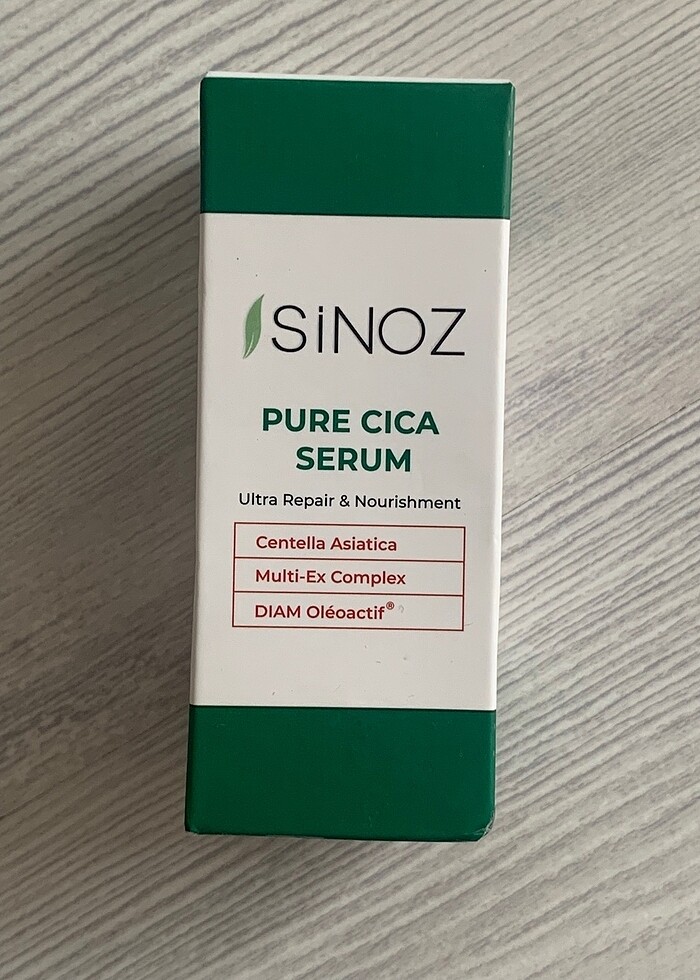 SiNOZ
PURE CICA
SERUM
Ultra Repair & Nourishment
Centella Asiatica
Multi-Ex Complex
DIAM Oléoactif®